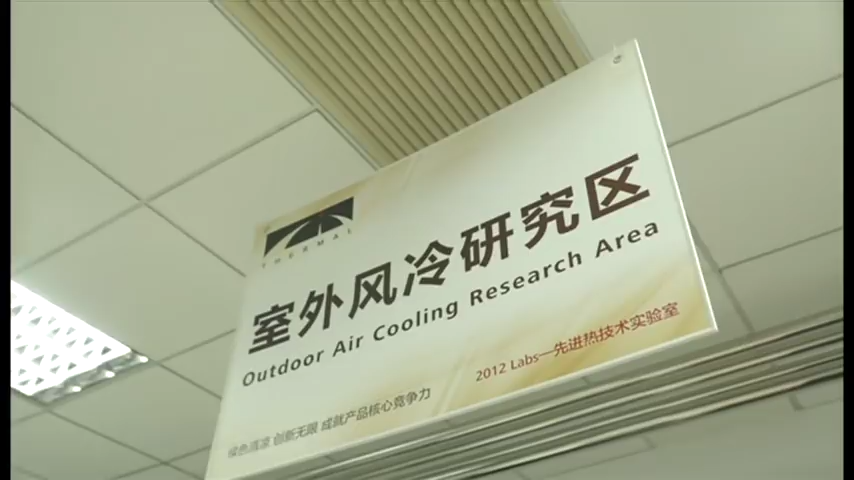 THERMAL
室外风冷研究区
Outdoor Air Cooling Research Area
2012 Labs—先进热技术实验室
绿色清凉 创新无限 成就产品核心竞争力